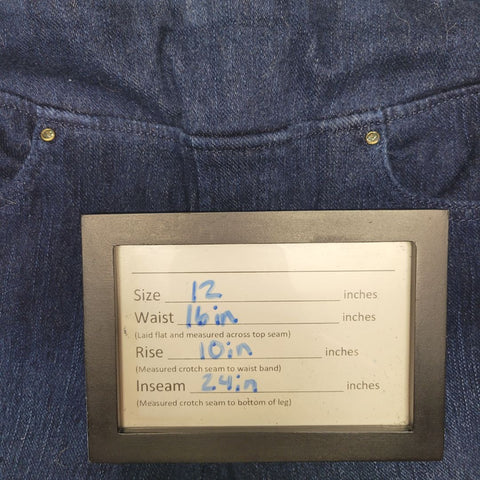 Size 12 inches
Waist 16in inches
(Laid flat and measured across top seam)
Rise 10in inches
(Measured crotch seam to waist band)
Inseam 24in inches
(Measured crotch seam to bottom of leg)